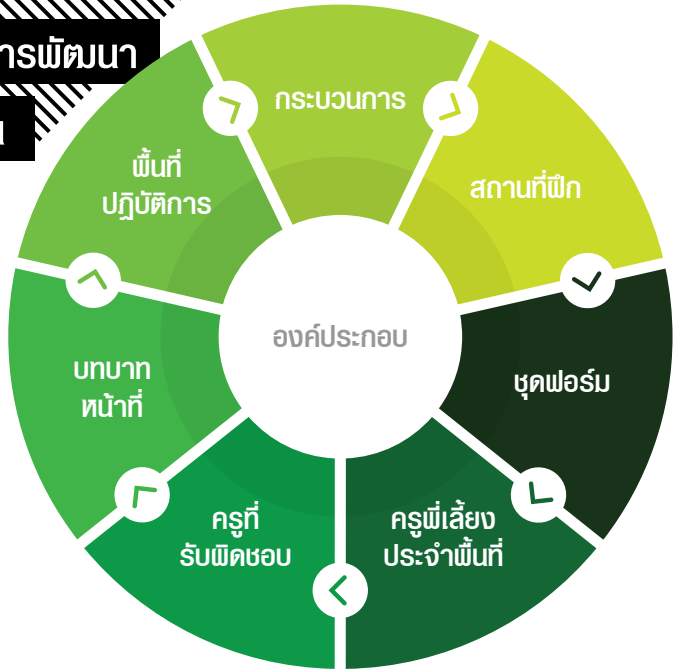 ารพัฒนา
น
กระบวนการ
สถานที่ฝึก
ชุดฟอร์ม
ครูพี่เลี้ยง
ประจำพื้นที่
ครูที่
รับผิดชอบ
บทบาท
หน้าที่
พื้นที่
ปฏิบัติการ
องค์ประกอบ